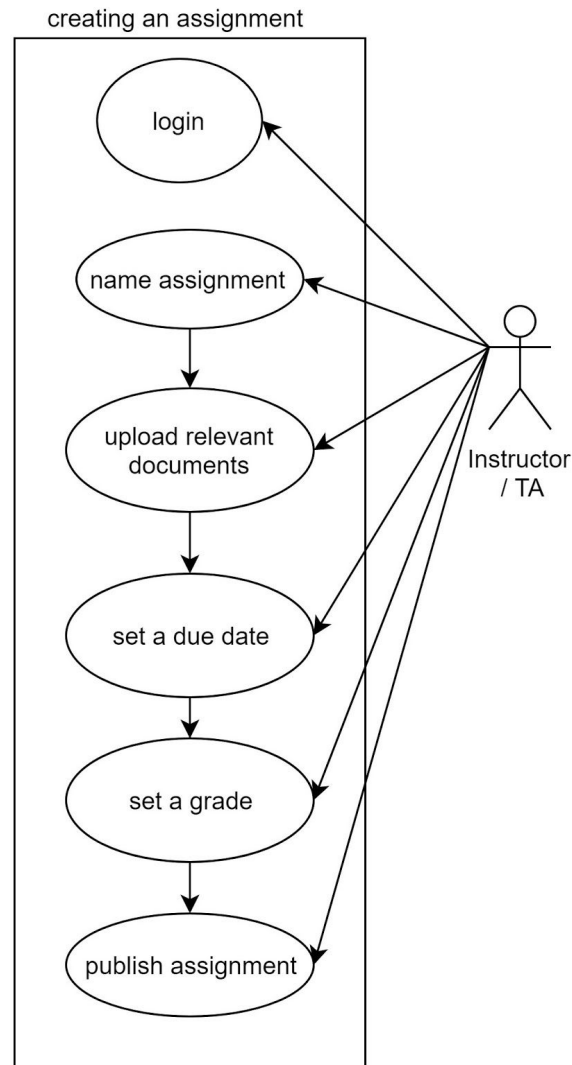 creating an assignment
login
name assignment
upload relevant
documents
Instructor
/ TA
set a due date
set a grade
publish assignment